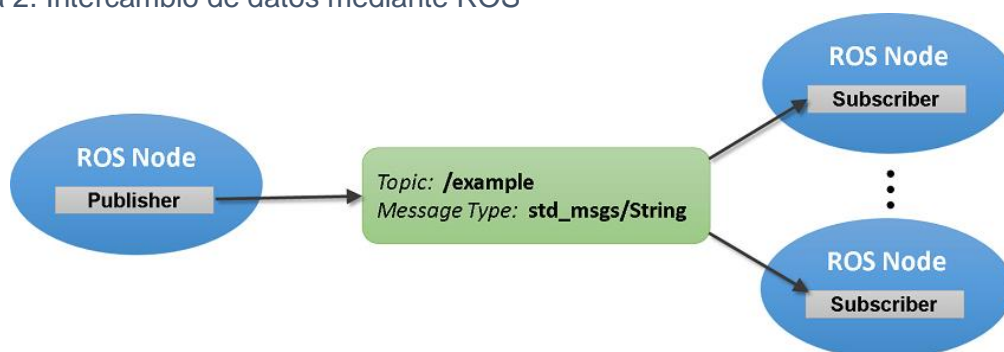 a 2. Intercambio de datos mediante ROS
ROS Node
Publisher
Topic: /example
Message Type: std_msgs/String
ROS Node
Subscriber
ROS Node
Subscriber